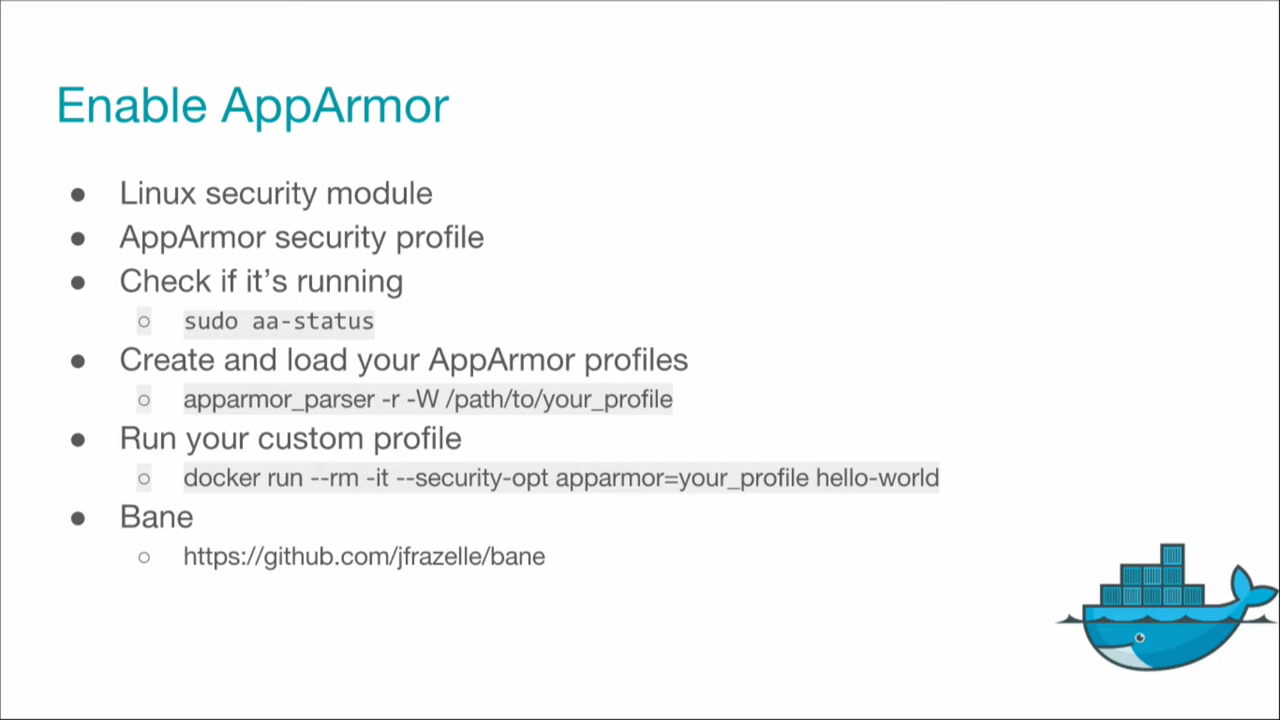 Enable AppArmor
● Linux security module
● AppArmor security profile
● Check if it’s running
○ sudo aa-status
● Create and load your AppArmor profiles
○ apparmor_parser -r -W /path/to/your_profile
● Run your custom profile
○ docker run --rm -it --security-opt apparmor=your_profile hello-world
● Bane
○ https://github.com/jfrazelle/bane